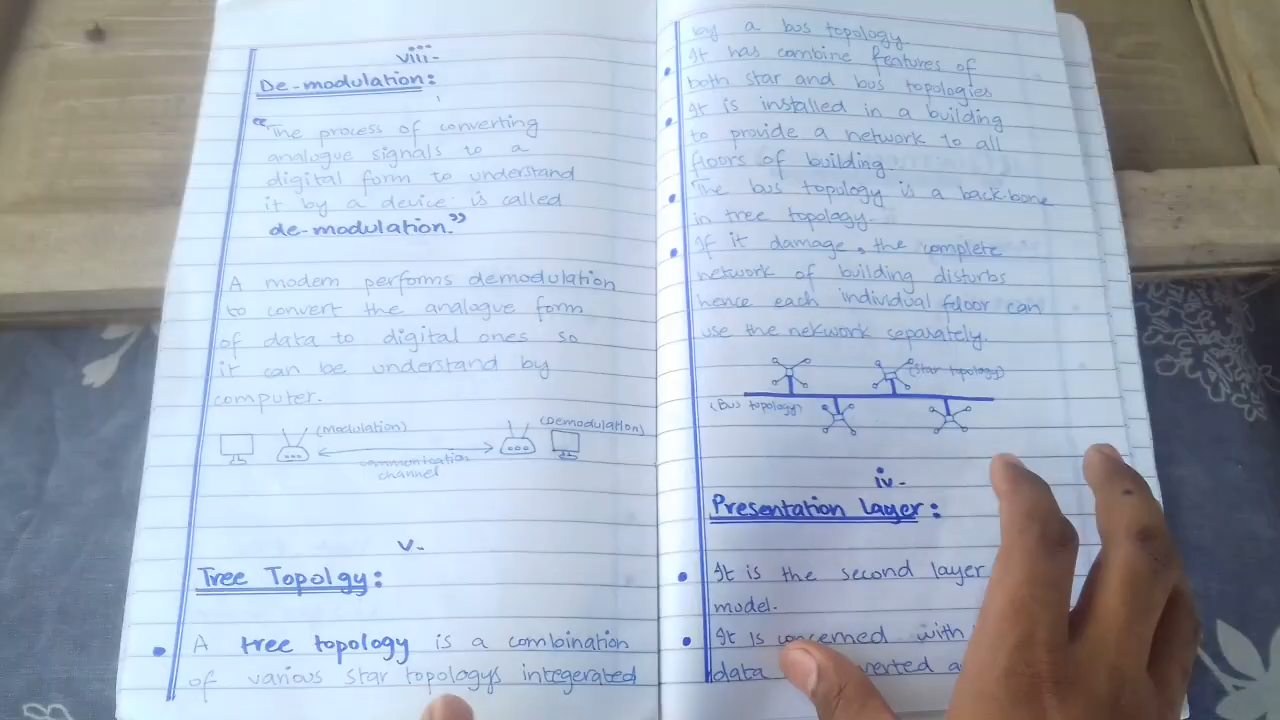 viii-
De-modulation:
"The process of converting
analogue signals to a
digital form to understand
it by a device is called
de-modulation."
A modem performs demodulation
to convert the analogue form
of data to digital ones so
it can be understand by
computer.
(Modulation)
(Demodulation)
communication
channel
v-
Tree Topolgy:
• A tree topology is a combination
of various star topologys integerated
by a bus topology.
• It has combine features of
both star and bus topologies
• It is installed in a building
to provide a network to all
floors of building.
• The bus topology is a back-bone
in tree topology.
• If it damage, the complete
network of building disturbs
hence each individual floor can
use the nekwork separately.
(Star topology)
(Bus topology)
iv-
Presentation Layer:
• It is the second layer
model.
• It is concerned with
data